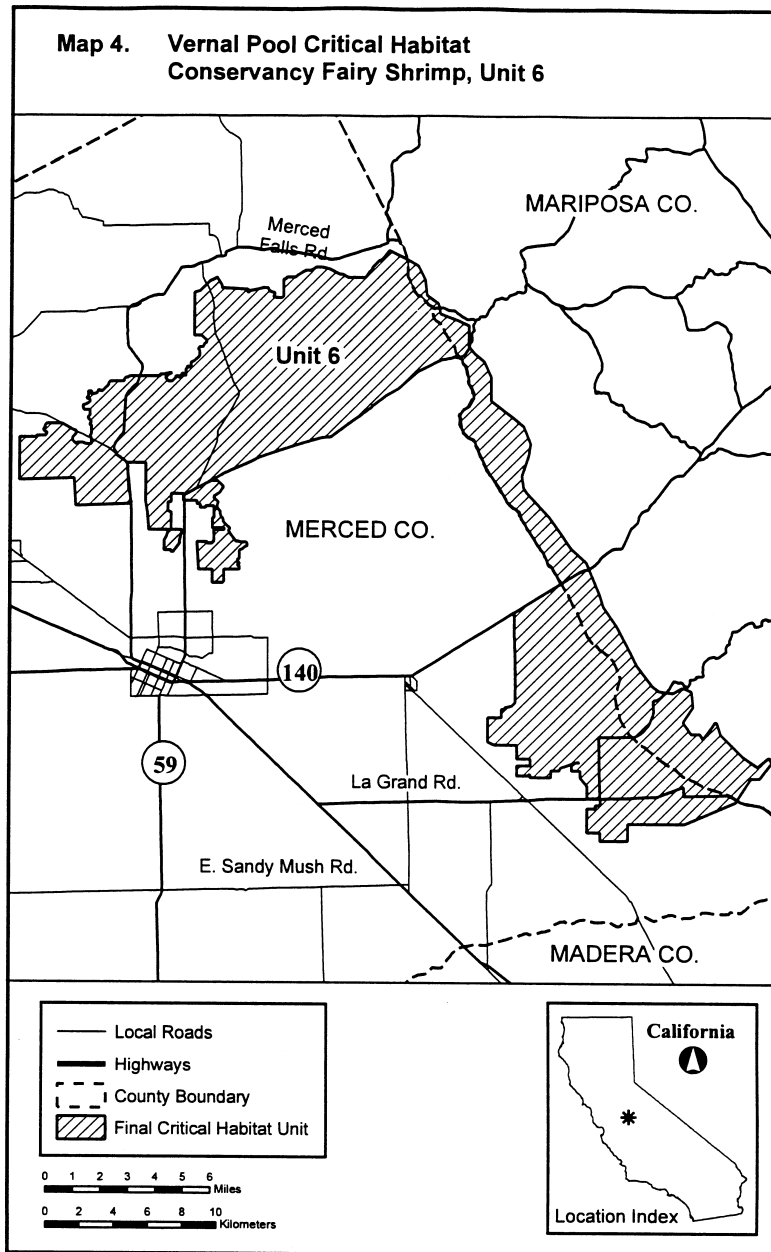 Map 4. Vernal Pool Critical Habitat
Conservancy Fairy Shrimp, Unit 6
MARIPOSA CO.
Merced
Falls Rd.
Unit 6
MERCED CO.
140
59
La Grand Rd.
E. Sandy Mush Rd.
MADERA CO.
Local Roads
Highways
County Boundary
Final Critical Habitat Unit
0 1 2 3 4 5 6
Miles
0 2 4 6 8 10
Kilometers
California
Location Index